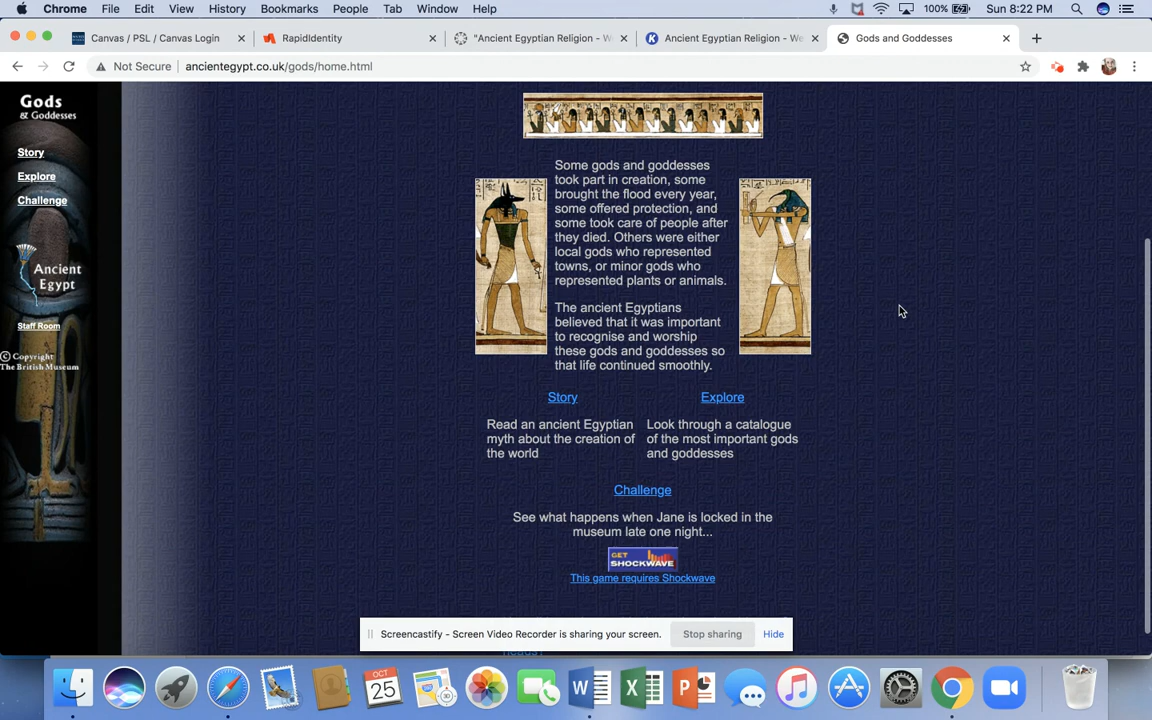 Chrome File Edit View History Bookmarks People Tab Window Help 100% Sun 8:22 PM
Canvas / PSL / Canvas Login
RapidIdentity
"Ancient Egyptian Religion - W
Ancient Egyptian Religion - We
Gods and Goddesses
Not Secure ancientegypt.co.uk/gods/home.html
Gods
& Goddesses
Story
Explore
Challenge
Ancient
Egypt
Staff Room
© Copyright
The British Museum
Some gods and goddesses
took part in creation, some
brought the flood every year,
some offered protection, and
some took care of people after
they died. Others were either
local gods who represented
towns, or minor gods who
represented plants or animals.
The ancient Egyptians
believed that it was important
to recognise and worship
these gods and goddesses so
that life continued smoothly.
Story
Read an ancient Egyptian
myth about the creation of
the world
Explore
Look through a catalogue
of the most important gods
and goddesses
Challenge
See what happens when Jane is locked in the
museum late one night...
GET
SHOCKWAVE
This game requires Shockwave
Screencastify - Screen Video Recorder is sharing your screen. Stop sharing Hide
OCT
25